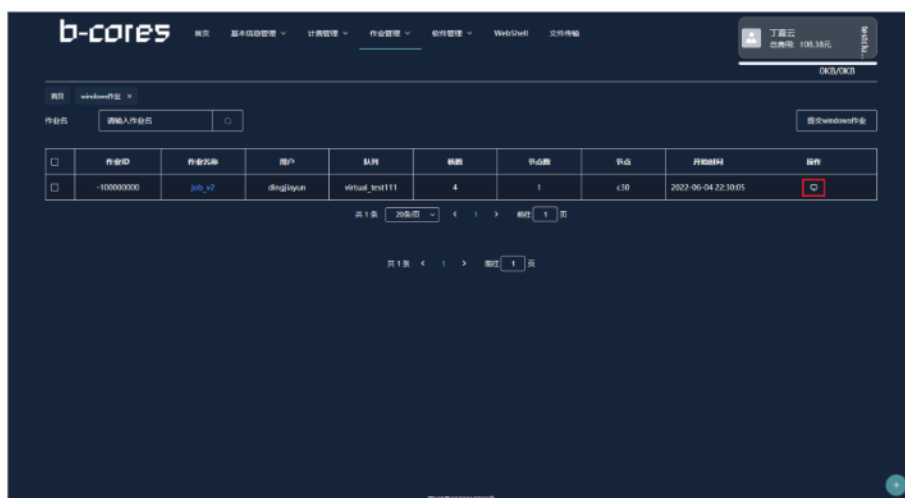 b-cores 首页 基本信息管理 计费管理 作业管理 软件管理 WebShell 文件传输
丁嘉云
总费用: 108.38元
testclu...
0KB/0KB
首页 windows作业 ×
作业名 请输入作业名 提交windows作业
作业ID 作业名称 用户 队列 核数 节点数 节点 开始时间 操作
-100000000 job_x2 dingjiayun virtual_test111 4 1 c30 2022-06-04 22:30:05
共 1 条 20条/页 < 1 > 前往 1 页
共 1 条 < 1 > 前往 1 页